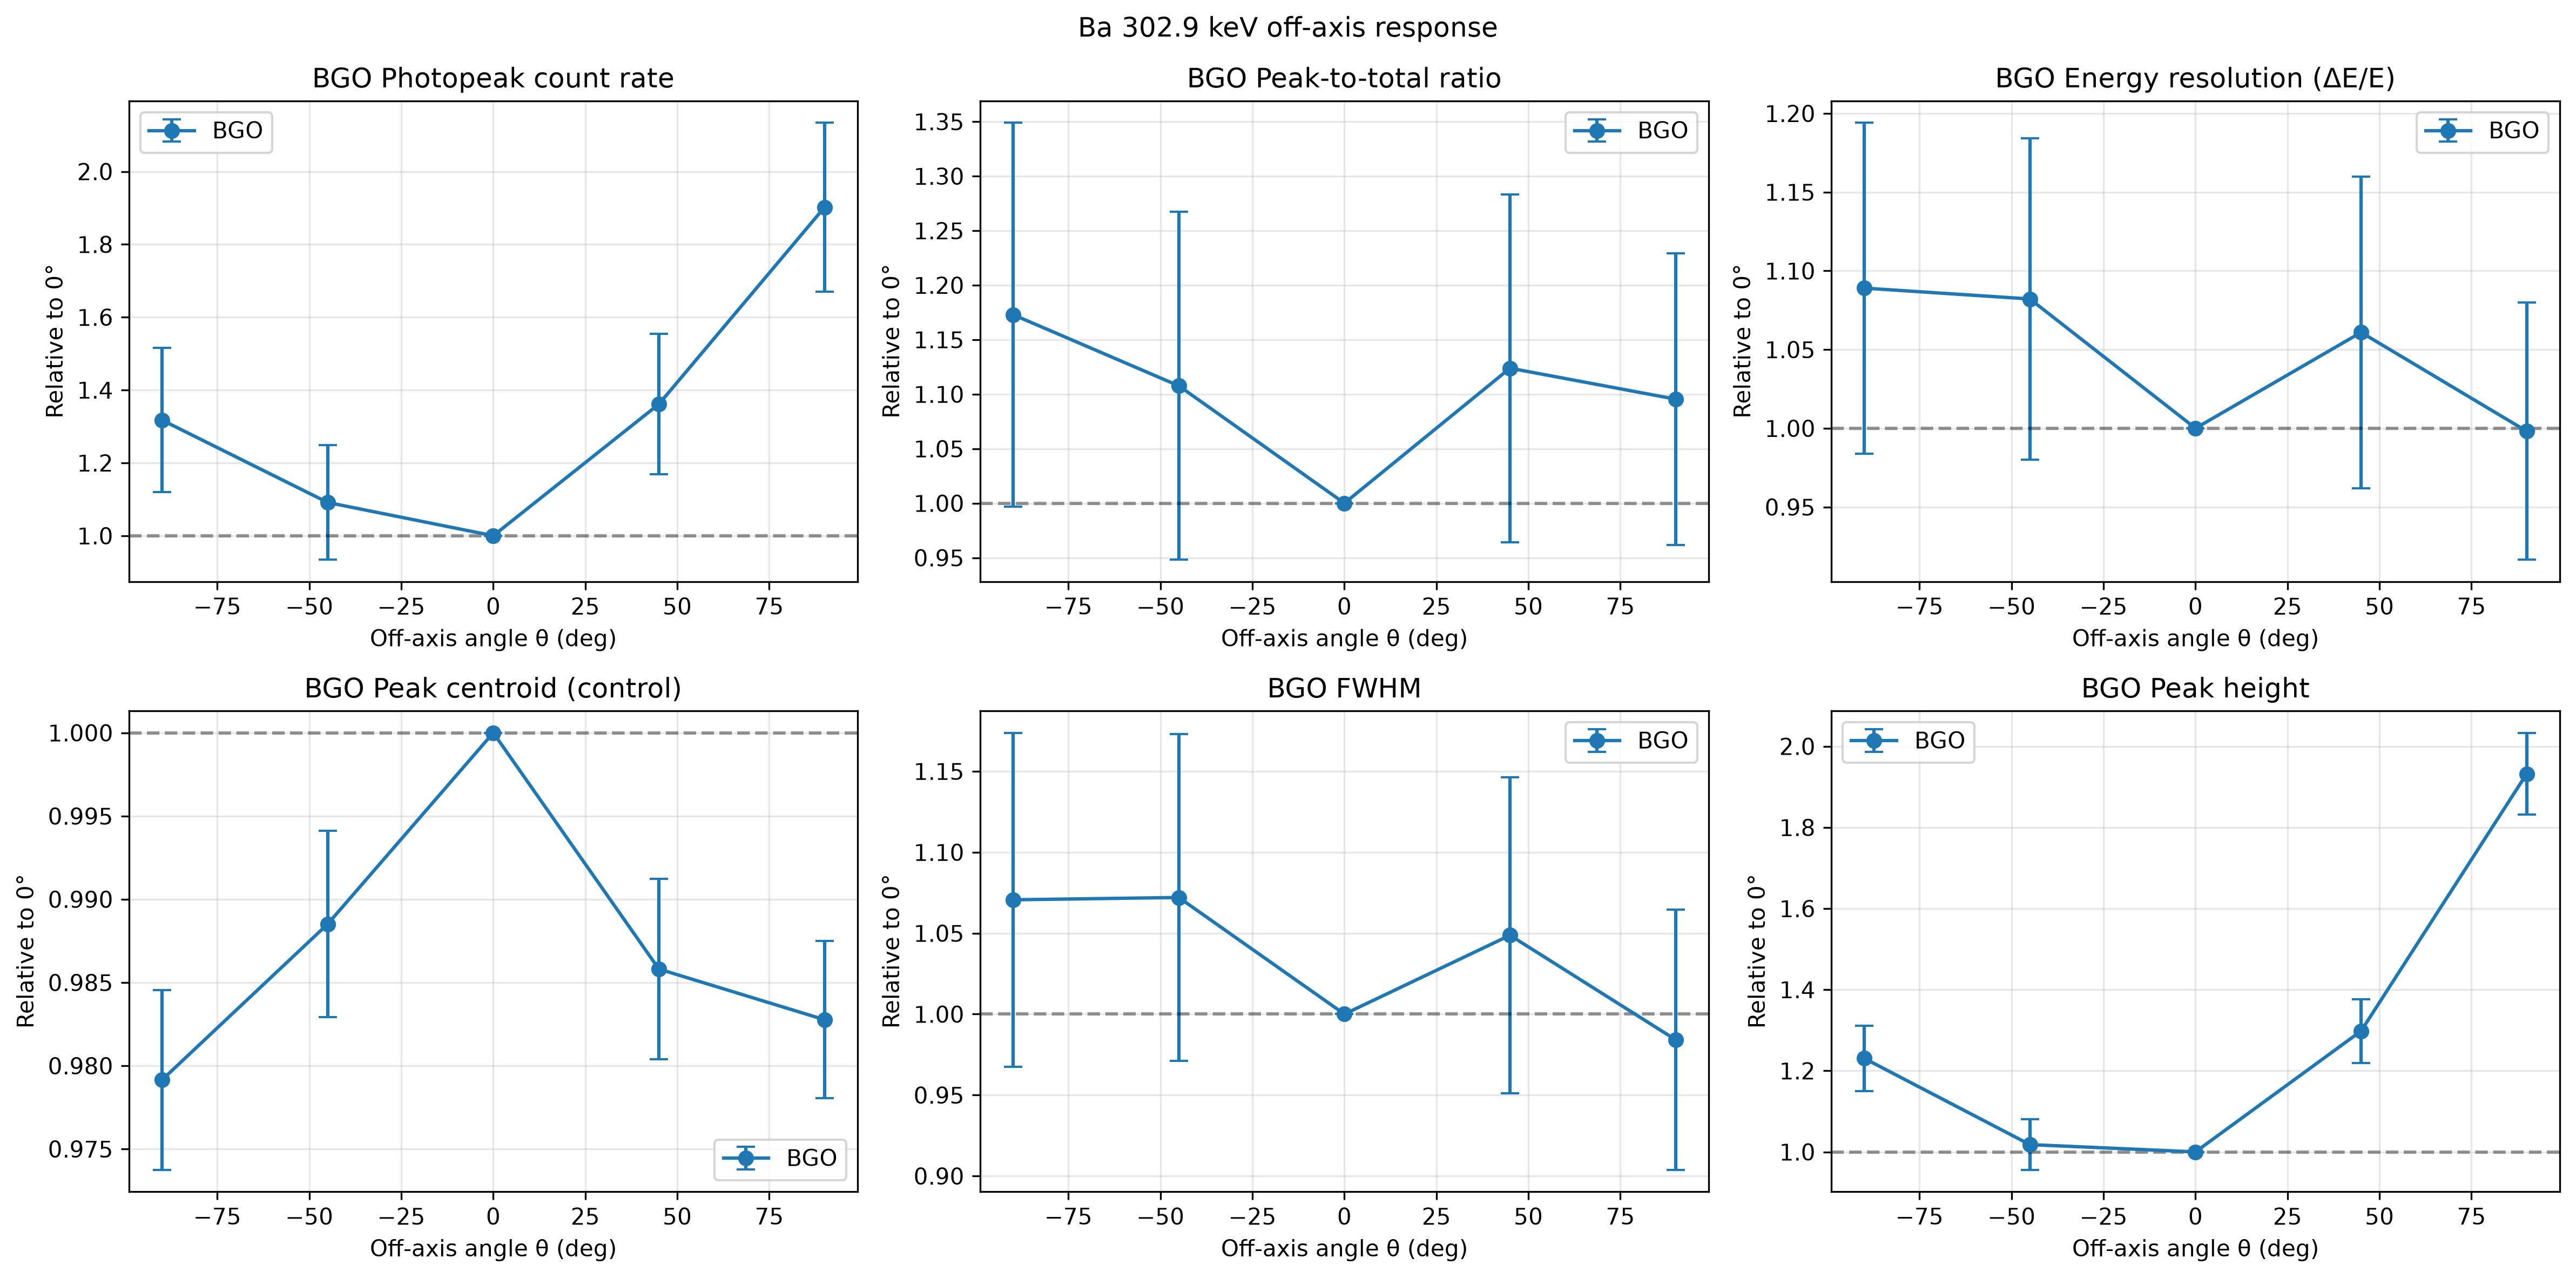 Ba 302.9 keV off-axis response
BGO Photopeak count rate
BGO
Relative to 0°
2.0
1.8
1.6
1.4
1.2
1.0
−75 −50 −25 0 25 50 75
Off-axis angle θ (deg)
BGO Peak-to-total ratio
BGO
Relative to 0°
1.35
1.30
1.25
1.20
1.15
1.10
1.05
1.00
0.95
−75 −50 −25 0 25 50 75
Off-axis angle θ (deg)
BGO Energy resolution (ΔE/E)
BGO
Relative to 0°
1.20
1.15
1.10
1.05
1.00
0.95
−75 −50 −25 0 25 50 75
Off-axis angle θ (deg)
BGO Peak centroid (control)
BGO
Relative to 0°
1.000
0.995
0.990
0.985
0.980
0.975
−75 −50 −25 0 25 50 75
Off-axis angle θ (deg)
BGO FWHM
BGO
Relative to 0°
1.15
1.10
1.05
1.00
0.95
0.90
−75 −50 −25 0 25 50 75
Off-axis angle θ (deg)
BGO Peak height
BGO
Relative to 0°
2.0
1.8
1.6
1.4
1.2
1.0
−75 −50 −25 0 25 50 75
Off-axis angle θ (deg)